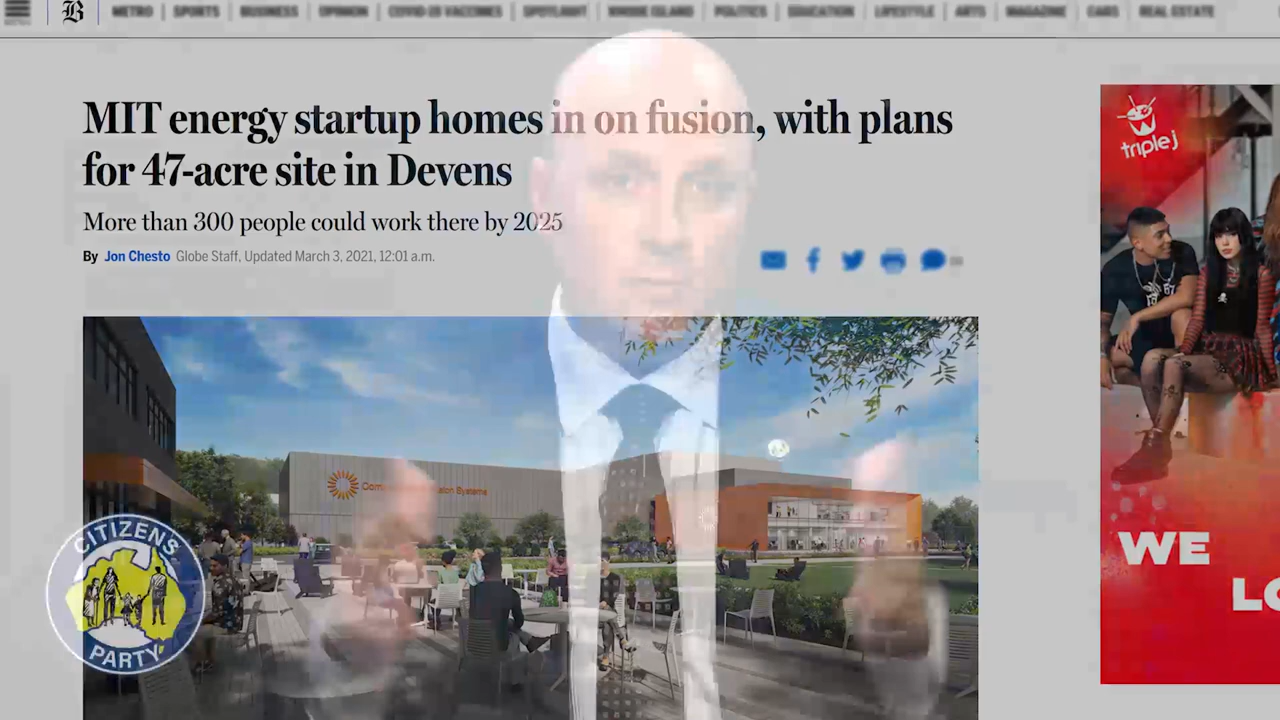 B METRO SPORTS BUSINESS OPINION COVID-19 VACCINES SPOTLIGHT RHODE ISLAND POLITICS EDUCATION LIFESTYLE ARTS MAGAZINE CARS REAL ESTATE
MIT energy startup homes in on fusion, with plans
for 47-acre site in Devens
More than 300 people could work there by 2025
By Jon Chesto Globe Staff, Updated March 3, 2021, 12:01 a.m.
triple j
WE
CITIZENS
PARTY